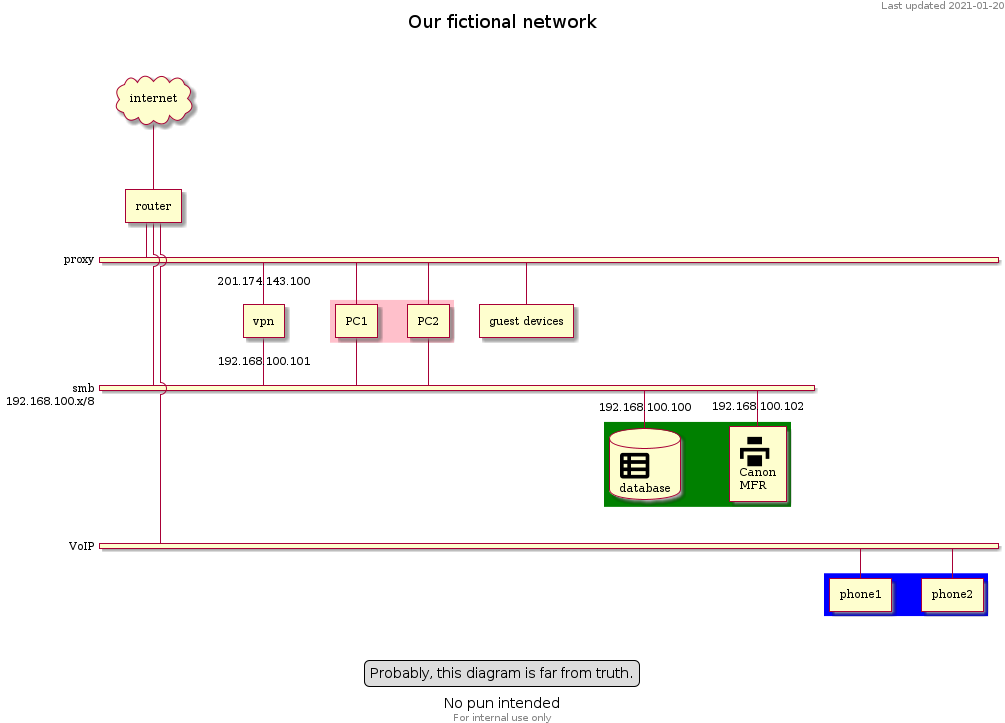 Last updated 2021-01-20
Our fictional network
internet
router
proxy
201.174.143.100
vpn
PC1
PC2
guest devices
192.168.100.101
smb
192.168.100.x/8
192.168.100.100
192.168.100.102
database
Canon
MFR
VoIP
phone1
phone2
Probably, this diagram is far from truth.
No pun intended
For internal use only